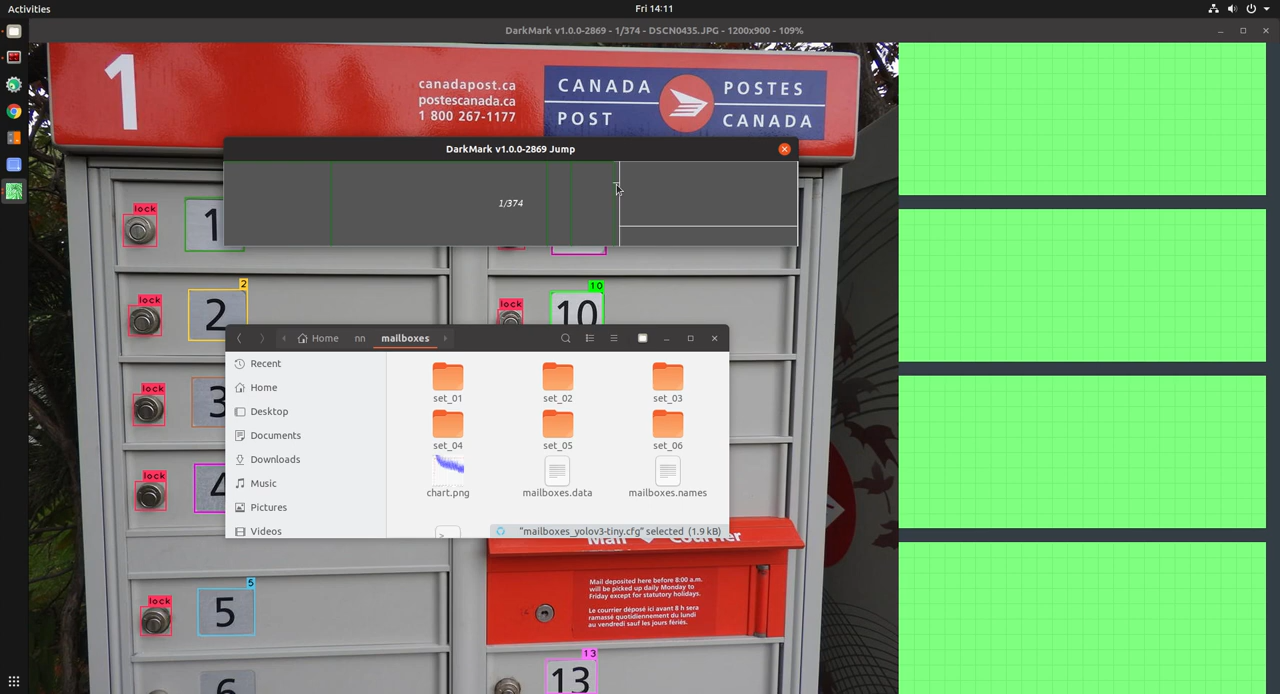 Activities
Fri 14:11
DarkMark v1.0.0-2869 - 1/374 - DSCN0435.JPG - 1200x900 - 109%
1
canadapost.ca
postescanada.ca
1 800 267-1177
CANADA POST
POSTES CANADA
DarkMark v1.0.0-2869 Jump
1/374
lock
1
lock
2
2
lock
10
10
Home
nn
mailboxes
Recent
Home
Desktop
Documents
Downloads
Music
Pictures
Videos
set_01
set_02
set_03
set_04
set_05
set_06
chart.png
mailboxes.data
mailboxes.names
"mailboxes_yolov3-tiny.cfg" selected (1.9 kB)
lock
3
lock
4
Mail
Courrier
Mail deposited here before 8:00 a.m.
will be picked up daily Monday to
Friday except for statutory holidays.
Le courrier déposé ici avant 8 h sera
ramassé quotidiennement du lundi
au vendredi sauf les jours fériés.
lock
5
5
13
13
6